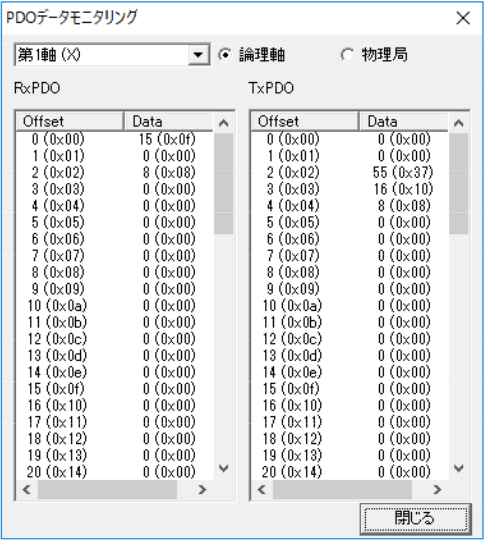 PDOデータモニタリング
第1軸 (X) 論理軸 物理局
RxPDO TxPDO
Offset Data Offset Data
0 (0x00) 15 (0x0f) 0 (0x00) 0 (0x00)
1 (0x01) 0 (0x00) 1 (0x01) 0 (0x00)
2 (0x02) 8 (0x08) 2 (0x02) 55 (0x37)
3 (0x03) 0 (0x00) 3 (0x03) 16 (0x10)
4 (0x04) 0 (0x00) 4 (0x04) 8 (0x08)
5 (0x05) 0 (0x00) 5 (0x05) 0 (0x00)
6 (0x06) 0 (0x00) 6 (0x06) 0 (0x00)
7 (0x07) 0 (0x00) 7 (0x07) 0 (0x00)
8 (0x08) 0 (0x00) 8 (0x08) 0 (0x00)
9 (0x09) 0 (0x00) 9 (0x09) 0 (0x00)
10 (0x0a) 0 (0x00) 10 (0x0a) 0 (0x00)
11 (0x0b) 0 (0x00) 11 (0x0b) 0 (0x00)
12 (0x0c) 0 (0x00) 12 (0x0c) 0 (0x00)
13 (0x0d) 0 (0x00) 13 (0x0d) 0 (0x00)
14 (0x0e) 0 (0x00) 14 (0x0e) 0 (0x00)
15 (0x0f) 0 (0x00) 15 (0x0f) 0 (0x00)
16 (0x10) 0 (0x00) 16 (0x10) 0 (0x00)
17 (0x11) 0 (0x00) 17 (0x11) 0 (0x00)
18 (0x12) 0 (0x00) 18 (0x12) 0 (0x00)
19 (0x13) 0 (0x00) 19 (0x13) 0 (0x00)
20 (0x14) 0 (0x00) 20 (0x14) 0 (0x00)
閉じる